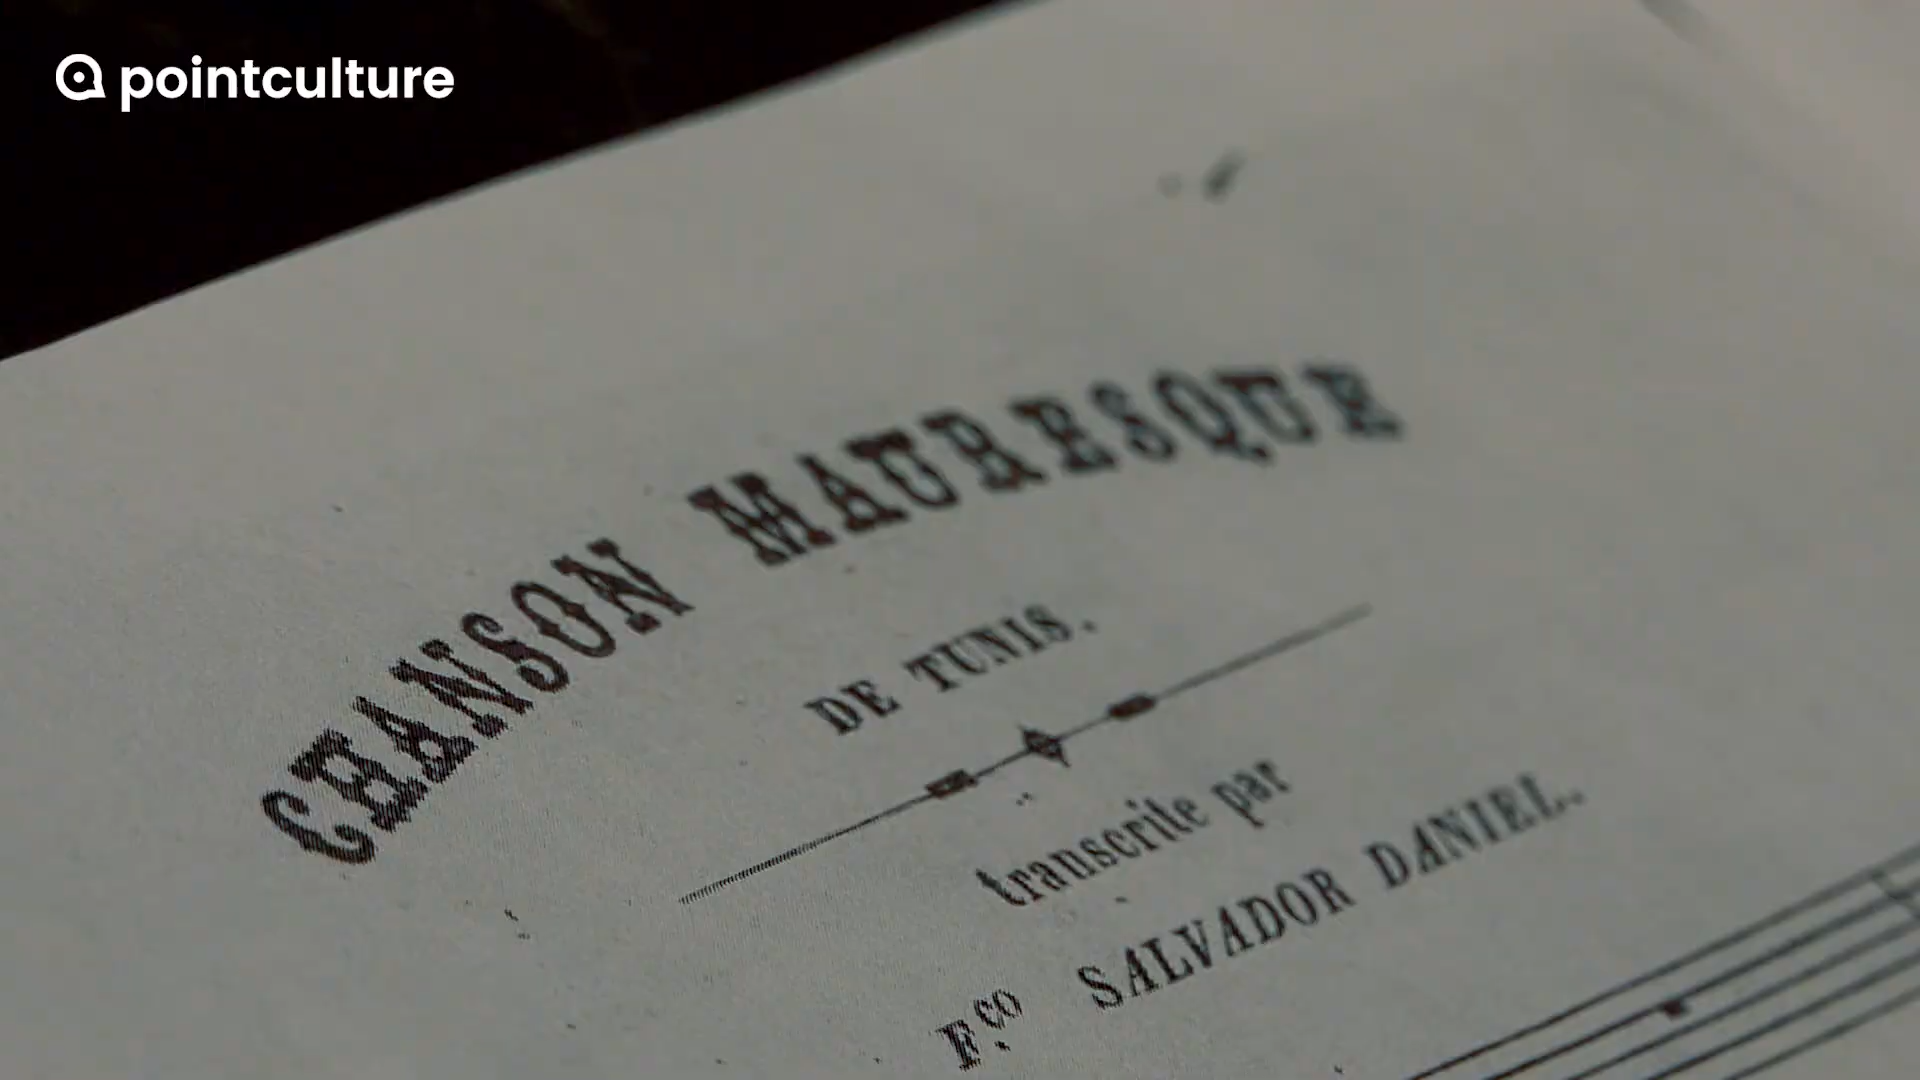 pointculture
CHANSON MAURESQUE
DE TUNIS.
transcrite par
F.co SALVADOR DANIEL.